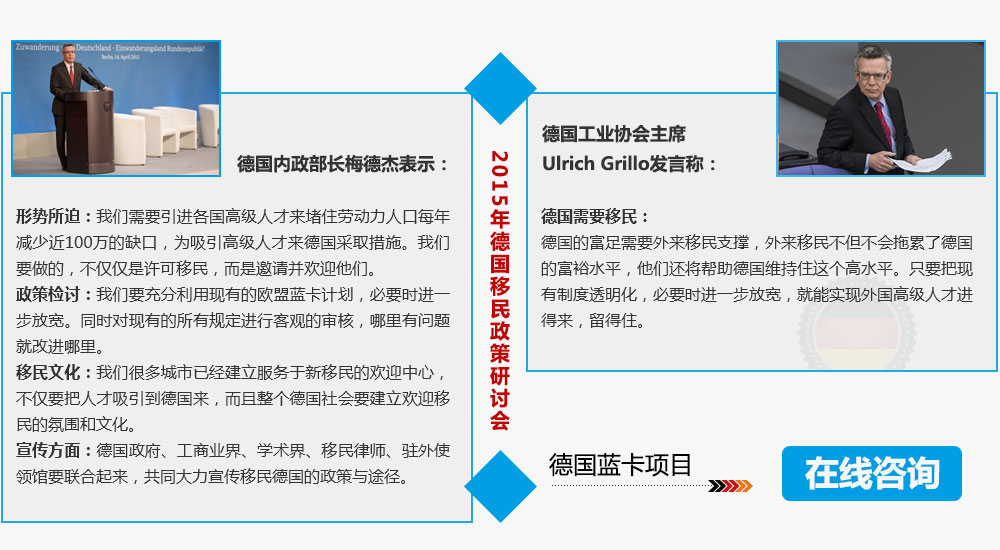 Zuwanderung nach Deutschland - Einwanderungsland Bundesrepublik?
Berlin, 14. April 2015
德国内政部长梅德杰表示：
形势所迫：我们需要引进各国高级人才来堵住劳动力人口每年
减少近100万的缺口，为吸引高级人才来德国采取措施。我们
要做的，不仅仅是许可移民，而是邀请并欢迎他们。
政策检讨：我们要充分利用现有的欧盟蓝卡计划，必要时进一
步放宽。同时对现有的所有规定进行客观的审核，哪里有问题
就改进哪里。
移民文化：我们很多城市已经建立服务于新移民的欢迎中心，
不仅要把人才吸引到德国来，而且整个德国社会要建立欢迎移
民的氛围和文化。
宣传方面：德国政府、工商业界、学术界、移民律师、驻外使
领馆要联合起来，共同大力宣传移民德国的政策与途径。
2015年德国移民政策研讨会
德国工业协会主席
Ulrich Grillo发言称：
德国需要移民：
德国的富足需要外来移民支撑，外来移民不但不会拖累了德国
的富裕水平，他们还将帮助德国维持住这个高水平。只要把现
有制度透明化，必要时进一步放宽，就能实现外国高级人才进
得来，留得住。
德国蓝卡项目
在线咨询